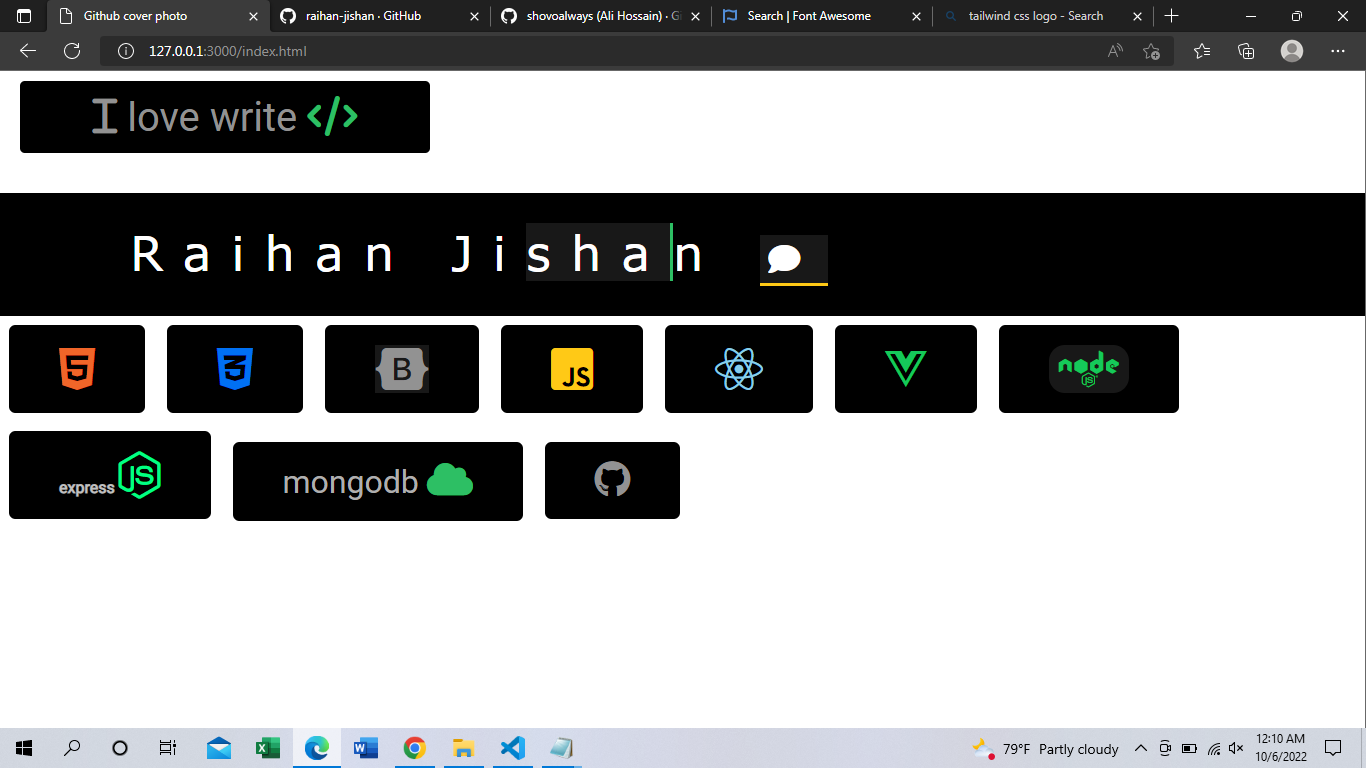 Github cover photo
raihan-jishan · GitHub
shovoalways (Ali Hossain) · Gi
Search | Font Awesome
tailwind css logo - Search
127.0.0.1:3000/index.html
I love write </>
Raihan Jishan
5
3
B
JS
node
JS
express JS
mongodb
79°F Partly cloudy
12:10 AM
10/6/2022